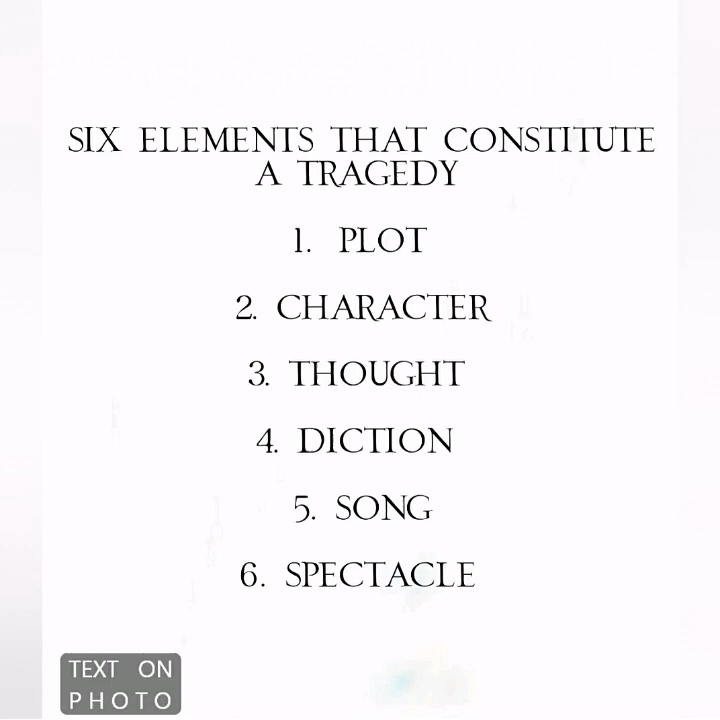 SIX ELEMENTS THAT CONSTITUTE
A TRAGEDY
1. PLOT
2. CHARACTER
3. THOUGHT
4. DICTION
5. SONG
6. SPECTACLE
TEXT ON
PHOTO